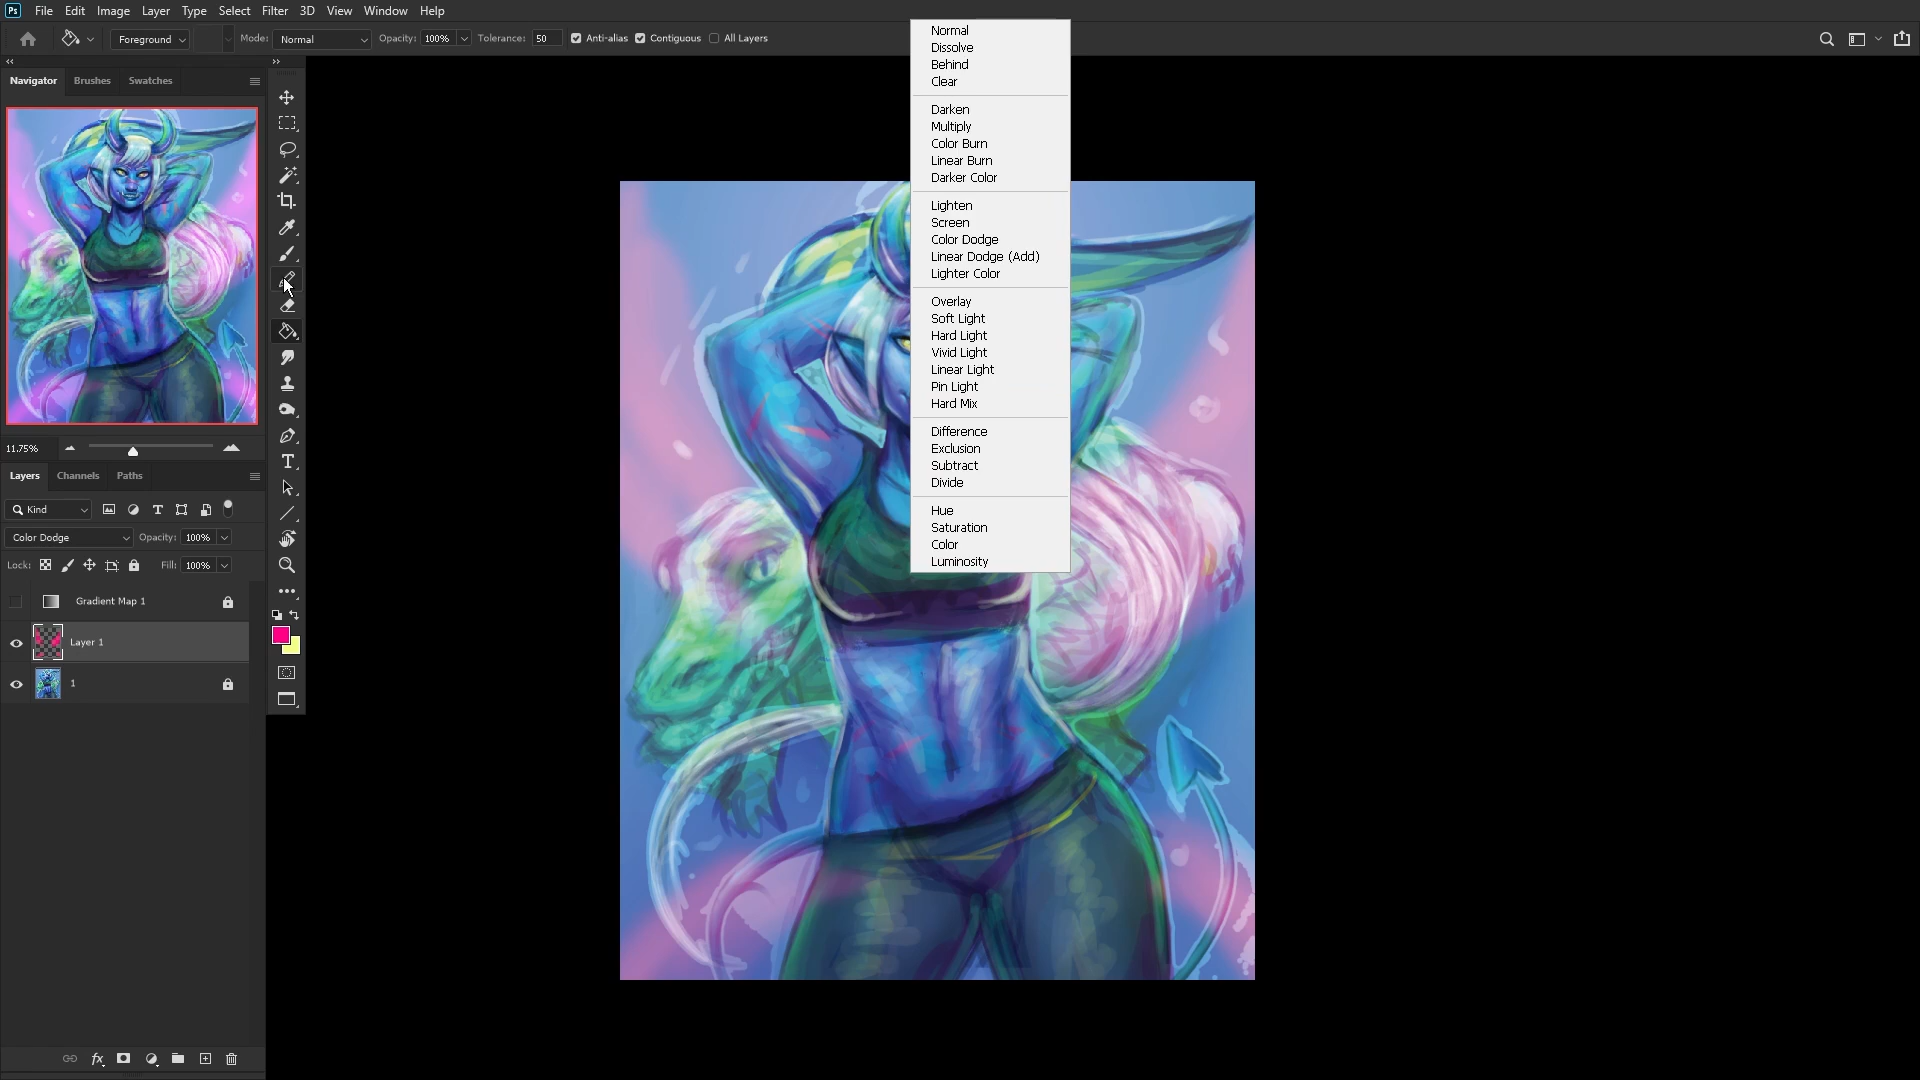 Ps File Edit Image Layer Type Select Filter 3D View Window Help
Foreground Mode: Normal Opacity: 100% Tolerance: 50 Anti-alias Contiguous All Layers
Navigator Brushes Swatches
11.75%
Layers Channels Paths
Kind
Color Dodge Opacity: 100%
Lock: Fill: 100%
Gradient Map 1
Layer 1
1
fx
Normal
Dissolve
Behind
Clear
Darken
Multiply
Color Burn
Linear Burn
Darker Color
Lighten
Screen
Color Dodge
Linear Dodge (Add)
Lighter Color
Overlay
Soft Light
Hard Light
Vivid Light
Linear Light
Pin Light
Hard Mix
Difference
Exclusion
Subtract
Divide
Hue
Saturation
Color
Luminosity